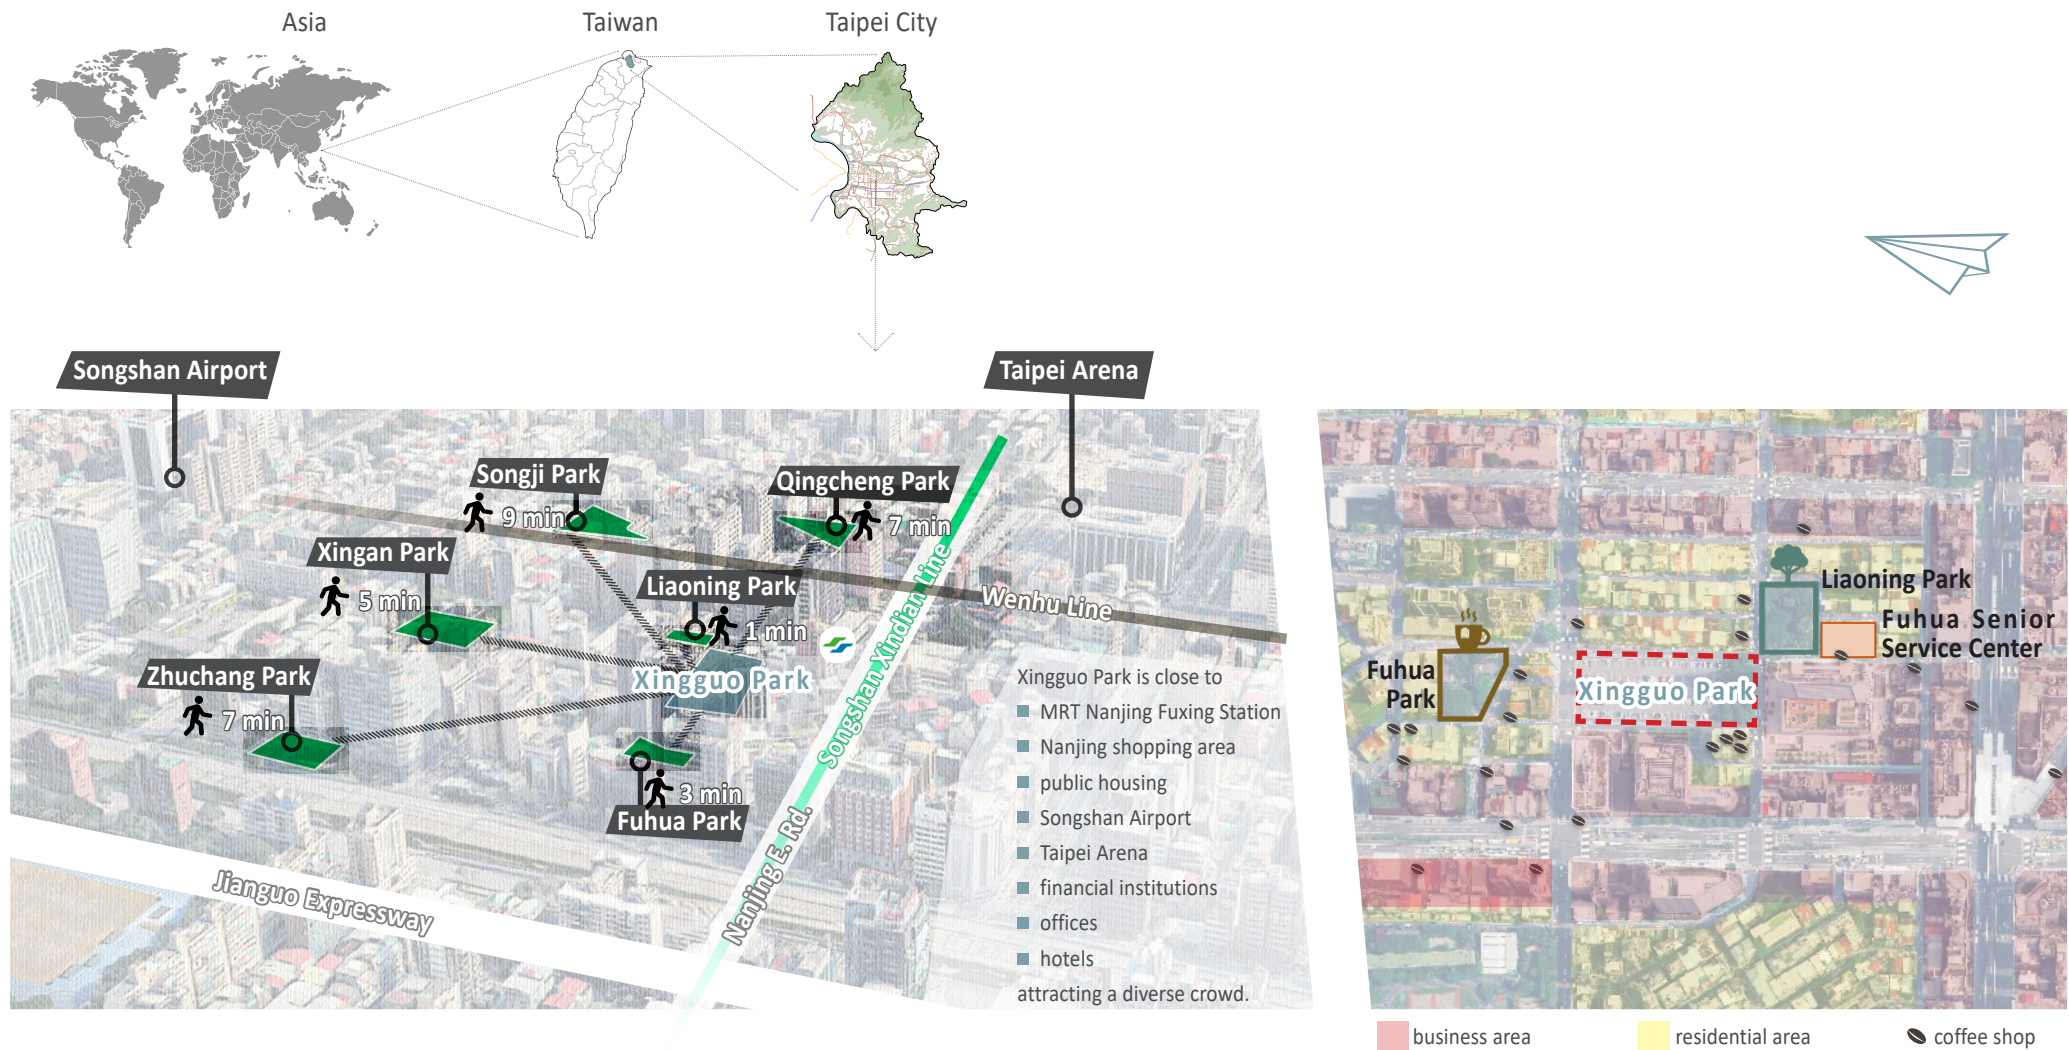 Asia
Taiwan
Taipei City
Songshan Airport
Taipei Arena
Songji Park
9 min
Qingcheng Park
7 min
Xingan Park
5 min
Liaoning Park
1 min
Wenhu Line
Songshan Xindian Line
Zhuchang Park
7 min
Xingguo Park
3 min
Fuhua Park
Nanjing E. Rd.
Jianguo Expressway
Xingguo Park is close to
MRT Nanjing Fuxing Station
Nanjing shopping area
public housing
Songshan Airport
Taipei Arena
financial institutions
offices
hotels
attracting a diverse crowd.
Liaoning Park
Fuhua Senior
Service Center
Fuhua
Park
Xingguo Park
business area
residential area
coffee shop